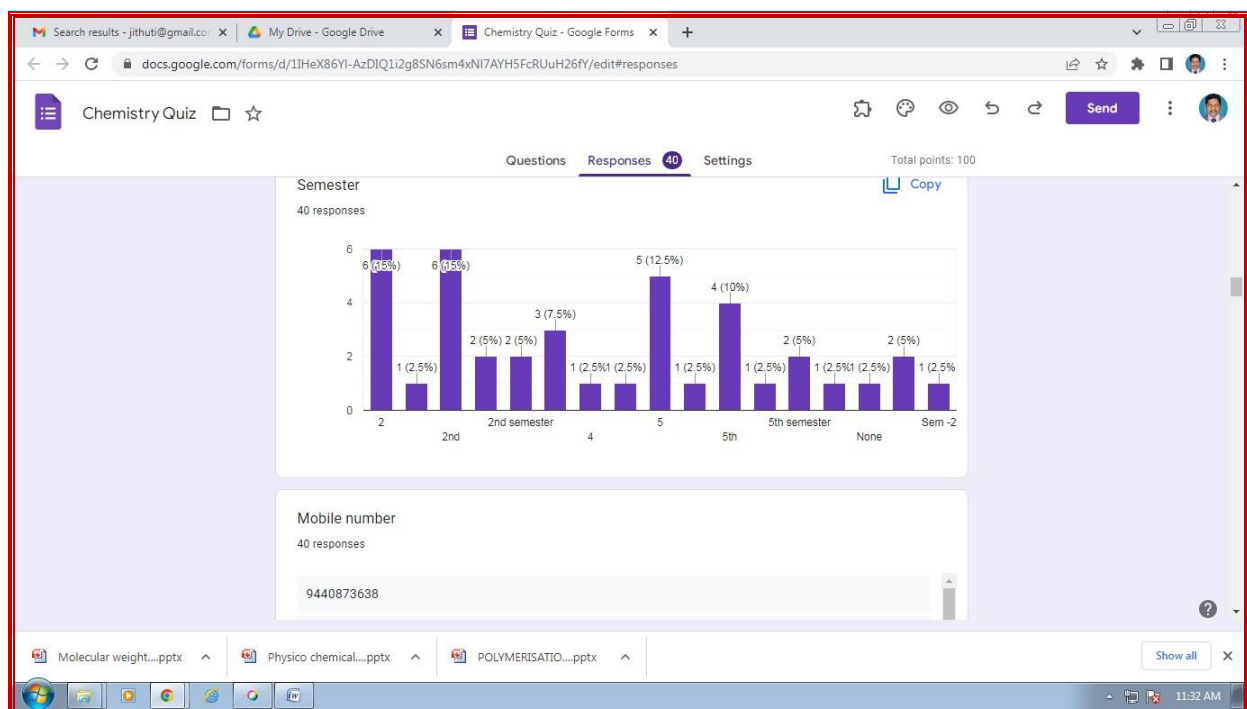 Search results - jithuti@gmail.co
My Drive - Google Drive
Chemistry Quiz - Google Forms
docs.google.com/forms/d/1IHeX86YI-AzDIQ1i2g8SN6sm4xNI7AYH5FcRUuH26fY/edit#responses
Chemistry Quiz
Send
Questions Responses 40 Settings
Total points: 100
Semester
Copy
40 responses
6
4
2
0
6 (15%)
1 (2.5%)
6 (15%)
2 (5%)
2 (5%)
3 (7.5%)
1 (2.5%
1 (2.5%)
5 (12.5%)
1 (2.5%)
4 (10%)
1 (2.5%)
2 (5%)
1 (2.5%
1 (2.5%)
2 (5%)
1 (2.5%
2
2nd
2nd semester
4
5
5th
5th semester
None
Sem -2
Mobile number
40 responses
9440873638
Molecular weight....pptx
Physico chemical....pptx
POLYMERISATIO....pptx
Show all
11:32 AM